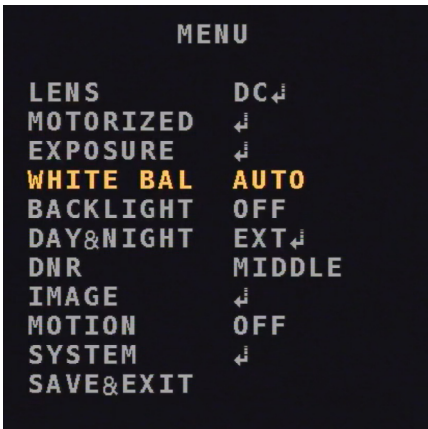 MENU
LENS DC↲
MOTORIZED ↲
EXPOSURE ↲
WHITE BAL AUTO
BACKLIGHT OFF
DAY&NIGHT EXT↲
DNR MIDDLE
IMAGE ↲
MOTION OFF
SYSTEM ↲
SAVE&EXIT